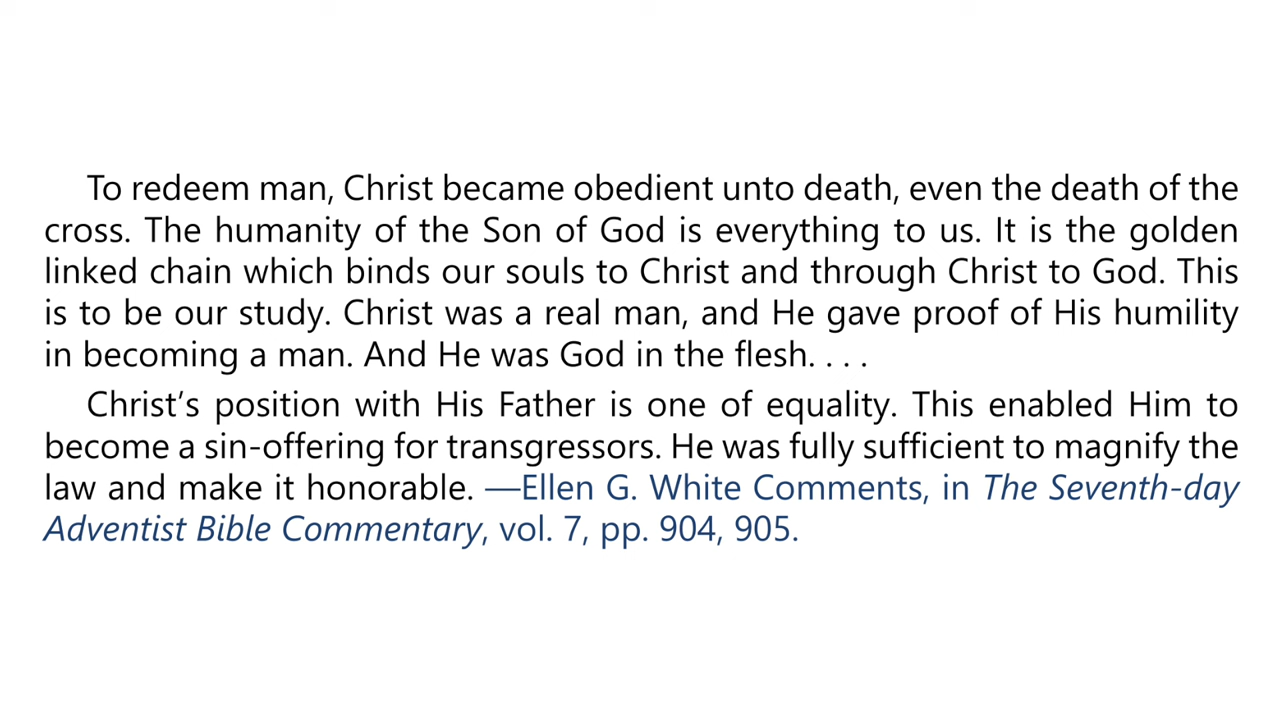 To redeem man, Christ became obedient unto death, even the death of the
cross. The humanity of the Son of God is everything to us. It is the golden
linked chain which binds our souls to Christ and through Christ to God. This
is to be our study. Christ was a real man, and He gave proof of His humility
in becoming a man. And He was God in the flesh. . . .
Christ’s position with His Father is one of equality. This enabled Him to
become a sin-offering for transgressors. He was fully sufficient to magnify the
law and make it honorable. —Ellen G. White Comments, in The Seventh-day
Adventist Bible Commentary, vol. 7, pp. 904, 905.